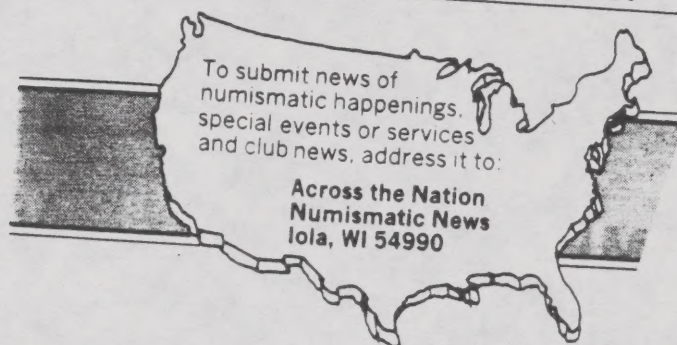 To submit news of
numismatic happenings,
special events or services
and club news, address it to:
Across the Nation
Numismatic News
Iola, WI 54990